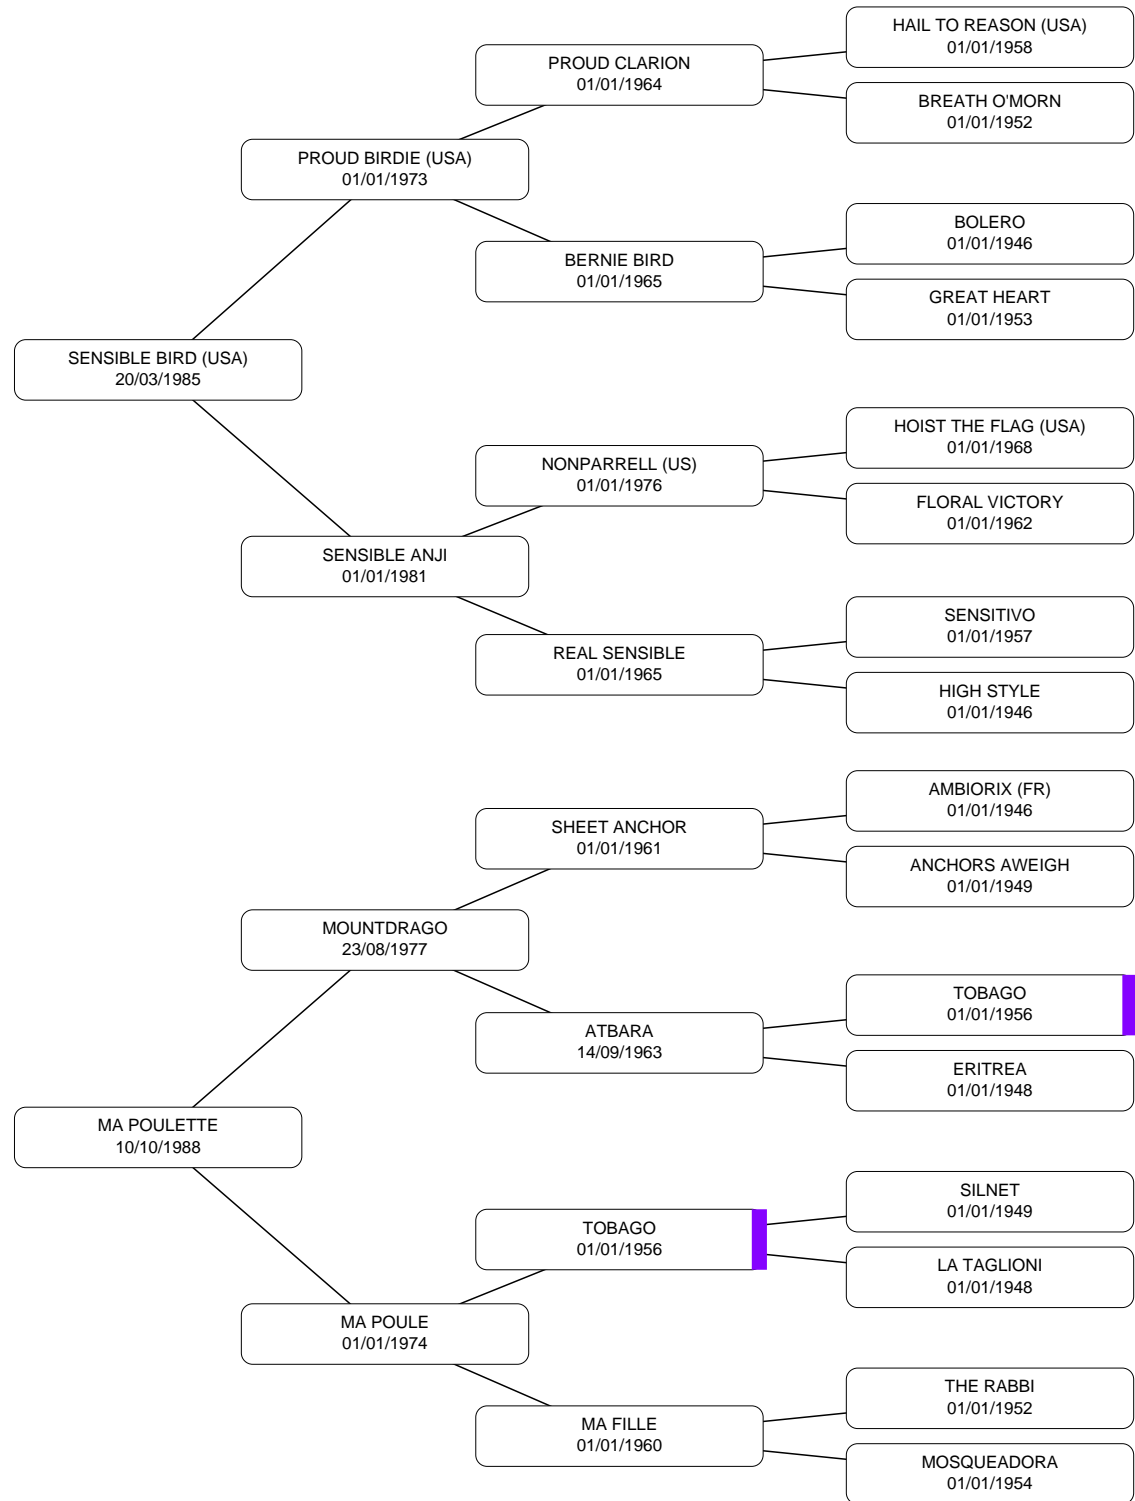 HAIL TO REASON (USA)
01/01/1958
PROUD CLARION
01/01/1964
BREATH O'MORN
01/01/1952
PROUD BIRDIE (USA)
01/01/1973
BOLERO
01/01/1946
BERNIE BIRD
01/01/1965
GREAT HEART
01/01/1953
SENSIBLE BIRD (USA)
20/03/1985
HOIST THE FLAG (USA)
01/01/1968
NONPARRELL (US)
01/01/1976
FLORAL VICTORY
01/01/1962
SENSIBLE ANJI
01/01/1981
SENSITIVO
01/01/1957
REAL SENSIBLE
01/01/1965
HIGH STYLE
01/01/1946
AMBIORIX (FR)
01/01/1946
SHEET ANCHOR
01/01/1961
ANCHORS AWEIGH
01/01/1949
MOUNTDRAGO
23/08/1977
TOBAGO
01/01/1956
ATBARA
14/09/1963
ERITREA
01/01/1948
MA POULETTE
10/10/1988
SILNET
01/01/1949
TOBAGO
01/01/1956
LA TAGLIONI
01/01/1948
MA POULE
01/01/1974
THE RABBI
01/01/1952
MA FILLE
01/01/1960
MOSQUEADORA
01/01/1954